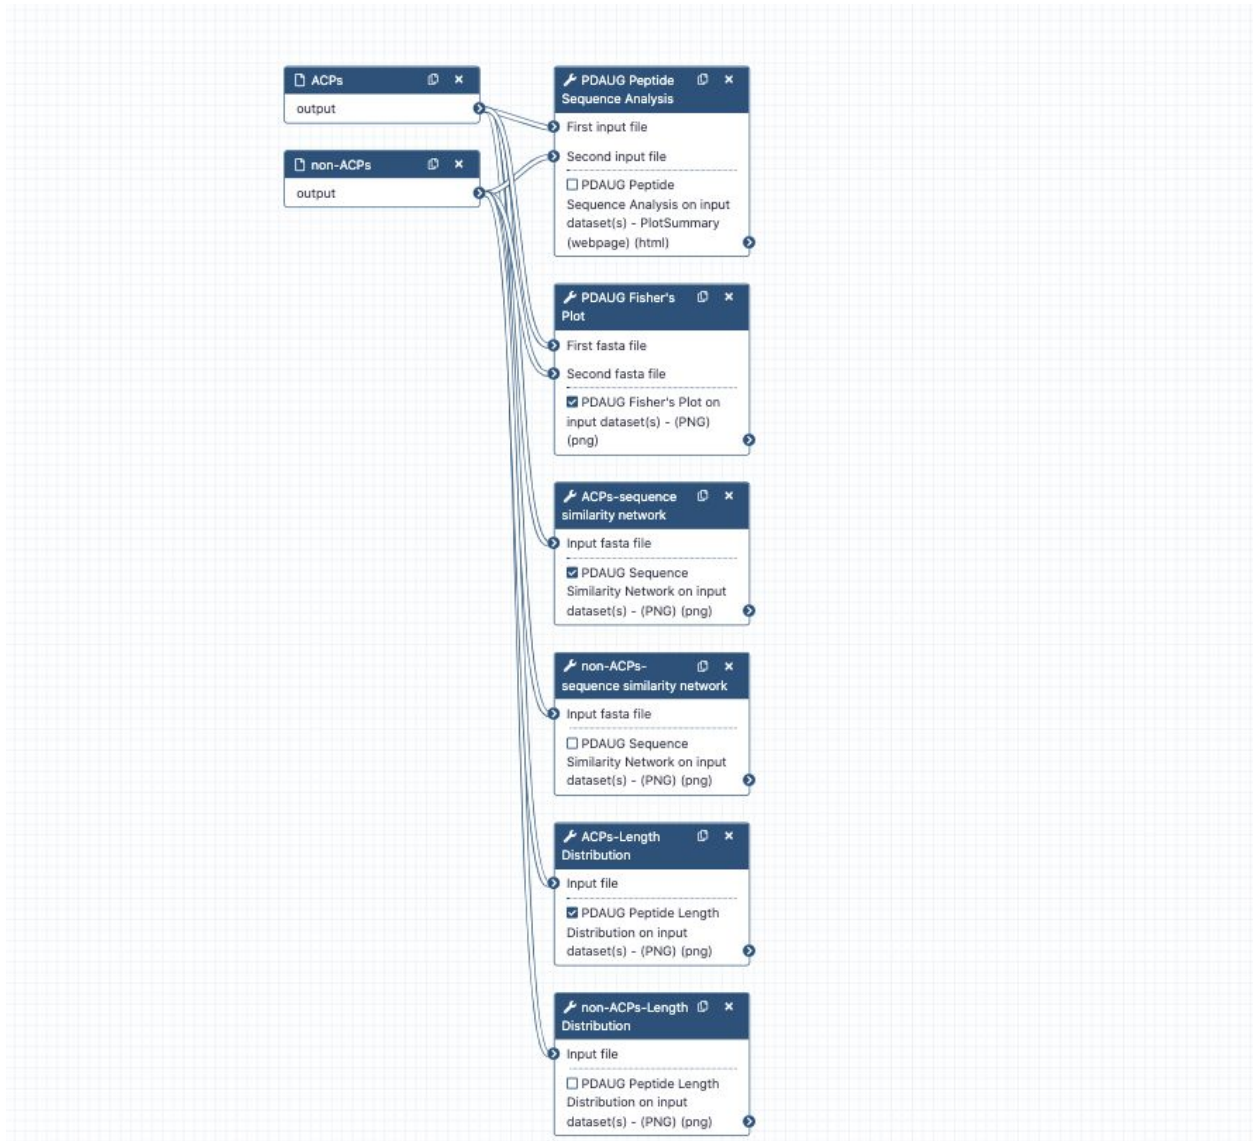 ACPs
output
non-ACPs
output
PDAUG Peptide
Sequence Analysis
First input file
Second input file
PDAUG Peptide
Sequence Analysis on input
dataset(s) - PlotSummary
(webpage) (html)
PDAUG Fisher's
Plot
First fasta file
Second fasta file
PDAUG Fisher's Plot on
input dataset(s) - (PNG)
(png)
ACPs-sequence
similarity network
Input fasta file
PDAUG Sequence
Similarity Network on input
dataset(s) - (PNG) (png)
non-ACPs-
sequence similarity network
Input fasta file
PDAUG Sequence
Similarity Network on input
dataset(s) - (PNG) (png)
ACPs-Length
Distribution
Input file
PDAUG Peptide Length
Distribution on input
dataset(s) - (PNG) (png)
non-ACPs-Length
Distribution
Input file
PDAUG Peptide Length
Distribution on input
dataset(s) - (PNG) (png)